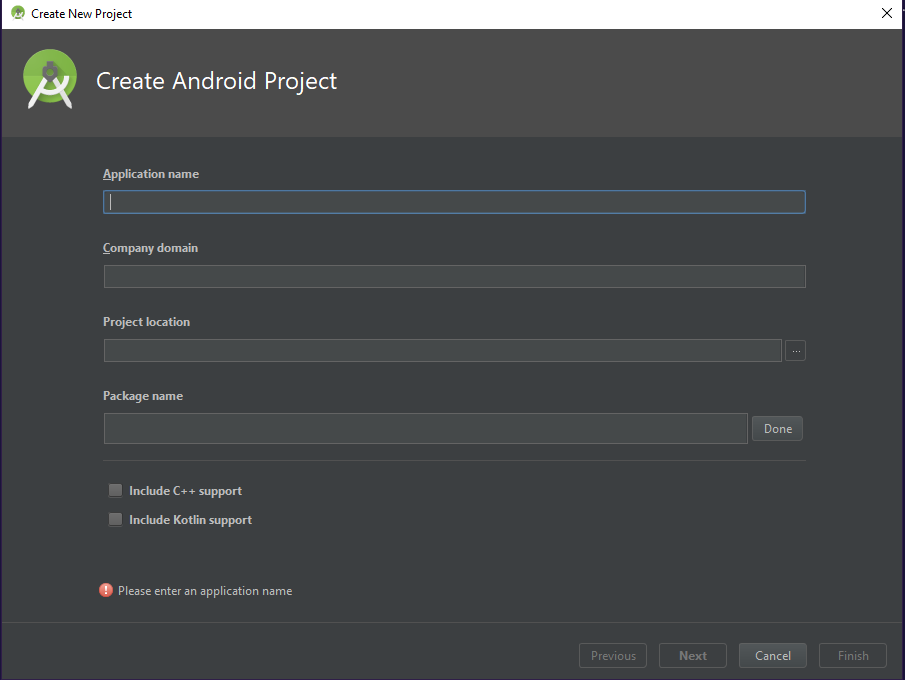 Create New Project
Create Android Project
Application name
Company domain
Project location
...
Package name
Done
Include C++ support
Include Kotlin support
Please enter an application name
Previous
Next
Cancel
Finish